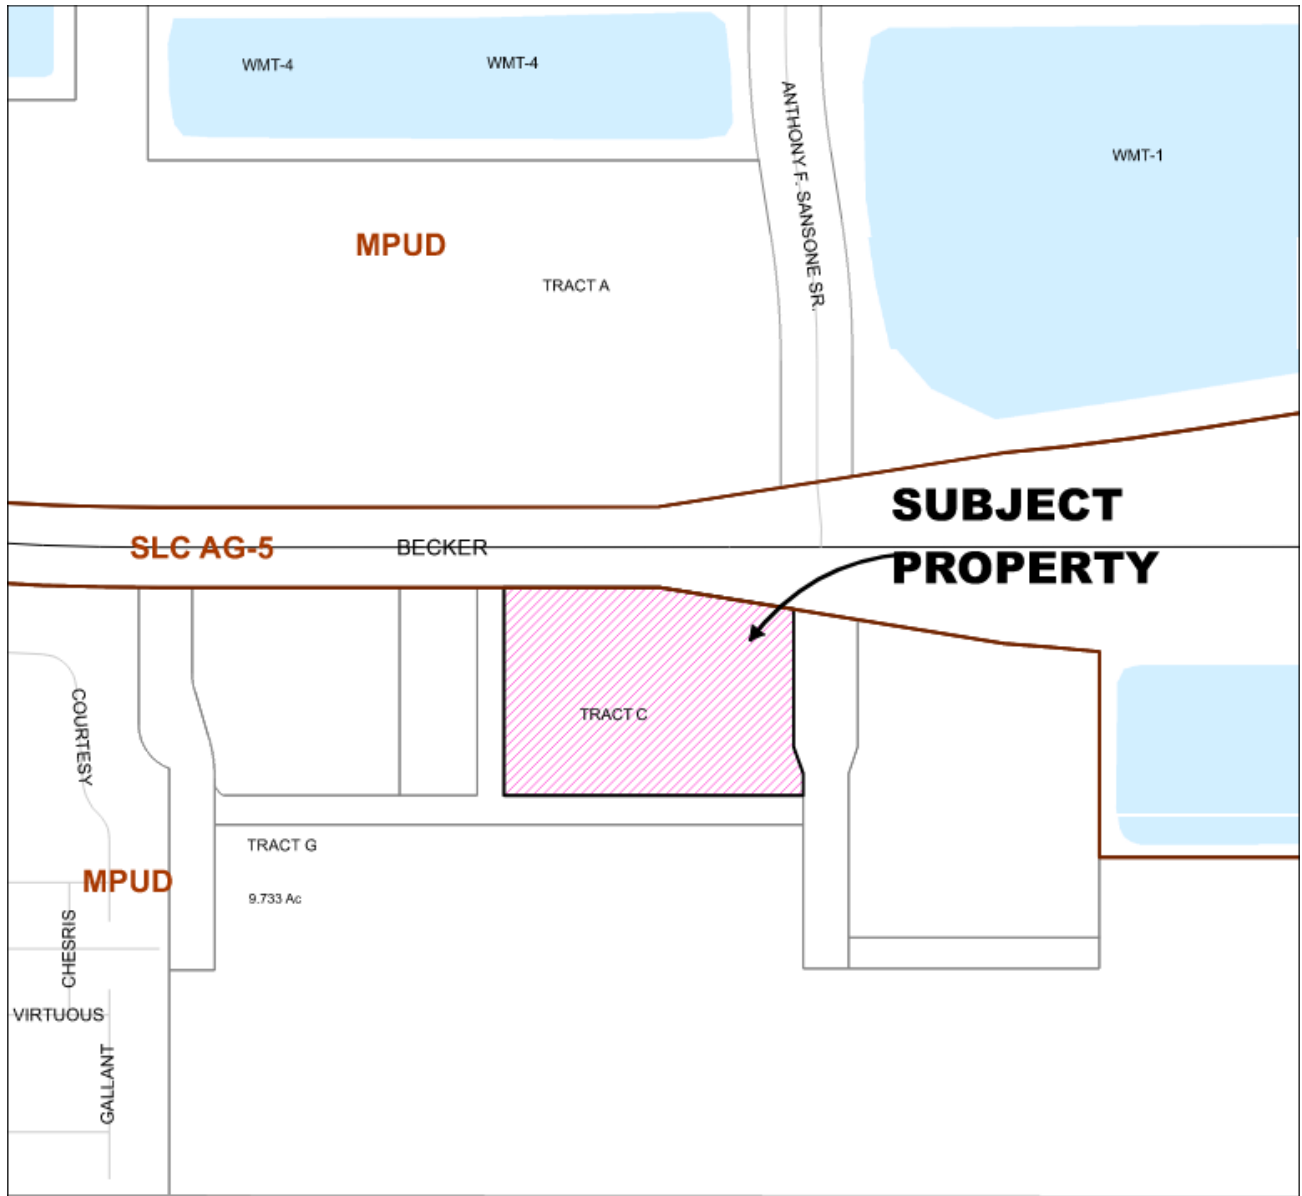 WMT-4
WMT-4
ANTHONY F. SANSONE SR.
WMT-1
MPUD
TRACT A
SUBJECT
PROPERTY
SLC AG-5
BECKER
TRACT C
COURTESY
TRACT G
MPUD
9.733 Ac
CHESRIS
VIRTUOUS
GALLANT